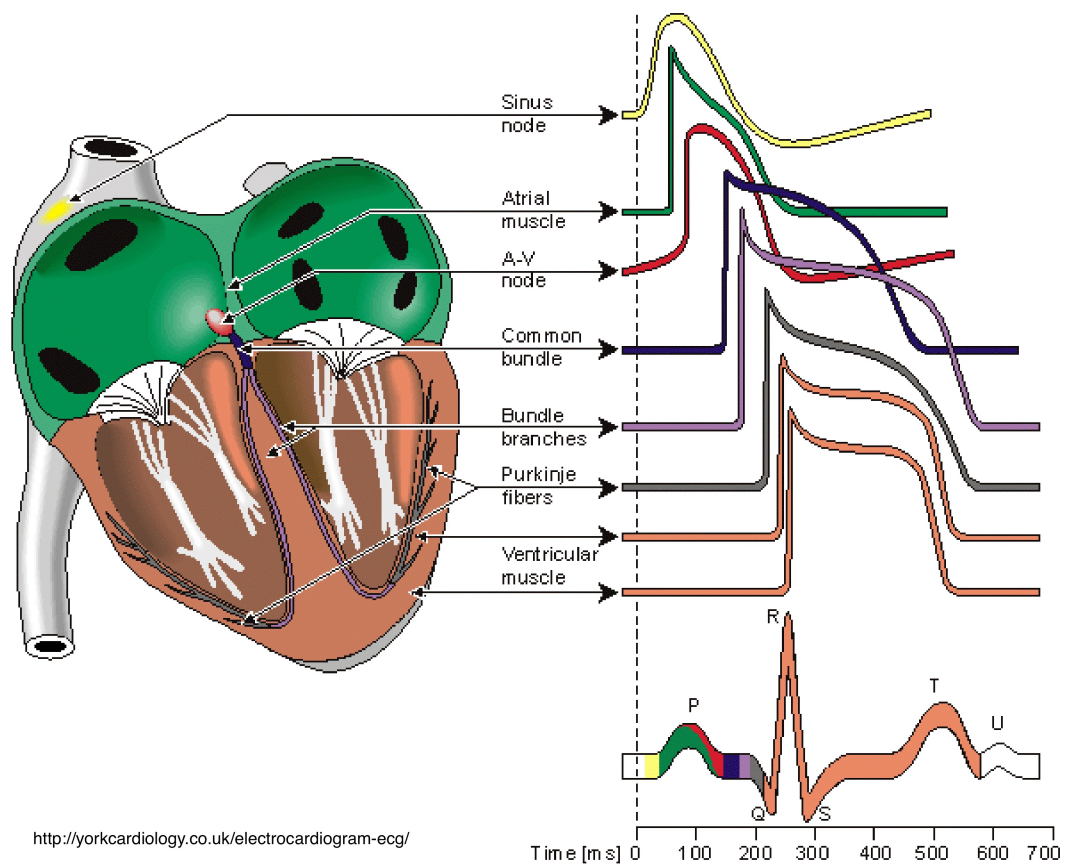 Sinus
node
Atrial
muscle
A-V
node
Common
bundle
Bundle
branches
Purkinje
fibers
Ventricular
muscle
R
P
T
U
Q
S
http://yorkcardiology.co.uk/electrocardiogram-ecg/
Time [ms] 0 100 200 300 400 500 600 700